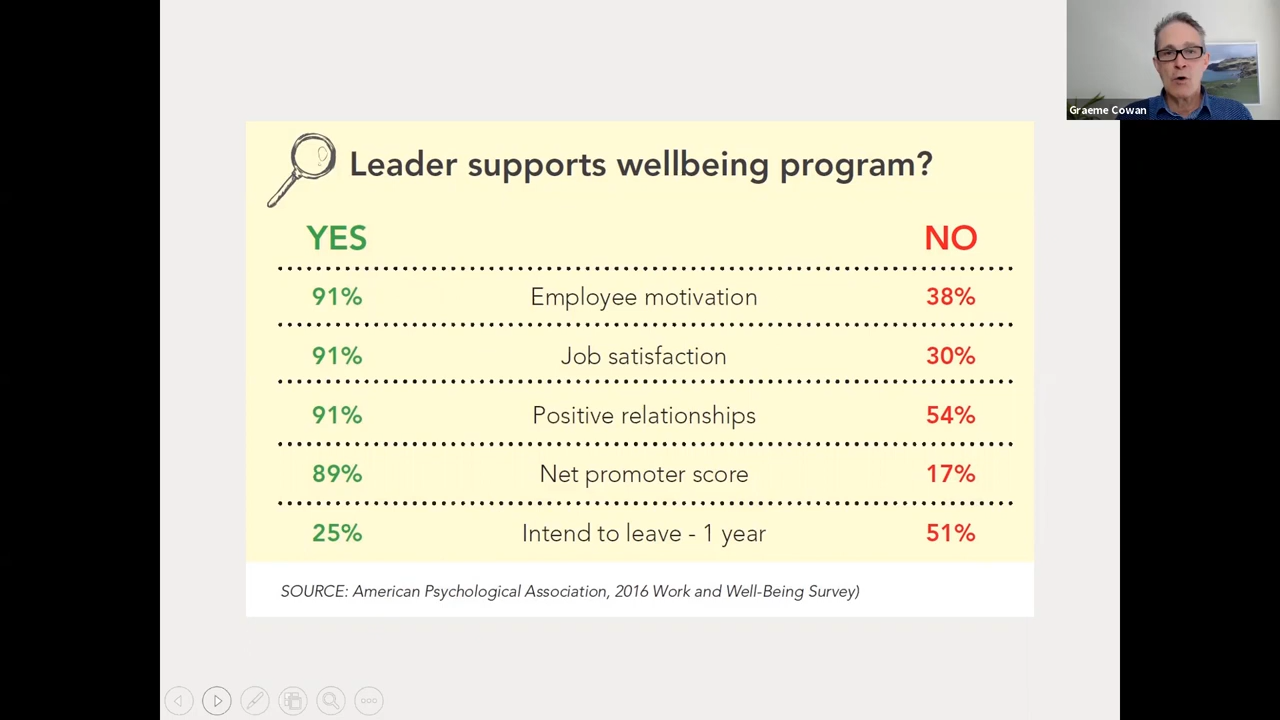 Graeme Cowan
Leader supports wellbeing program?
YES NO
91% Employee motivation 38%
91% Job satisfaction 30%
91% Positive relationships 54%
89% Net promoter score 17%
25% Intend to leave - 1 year 51%
SOURCE: American Psychological Association, 2016 Work and Well-Being Survey)